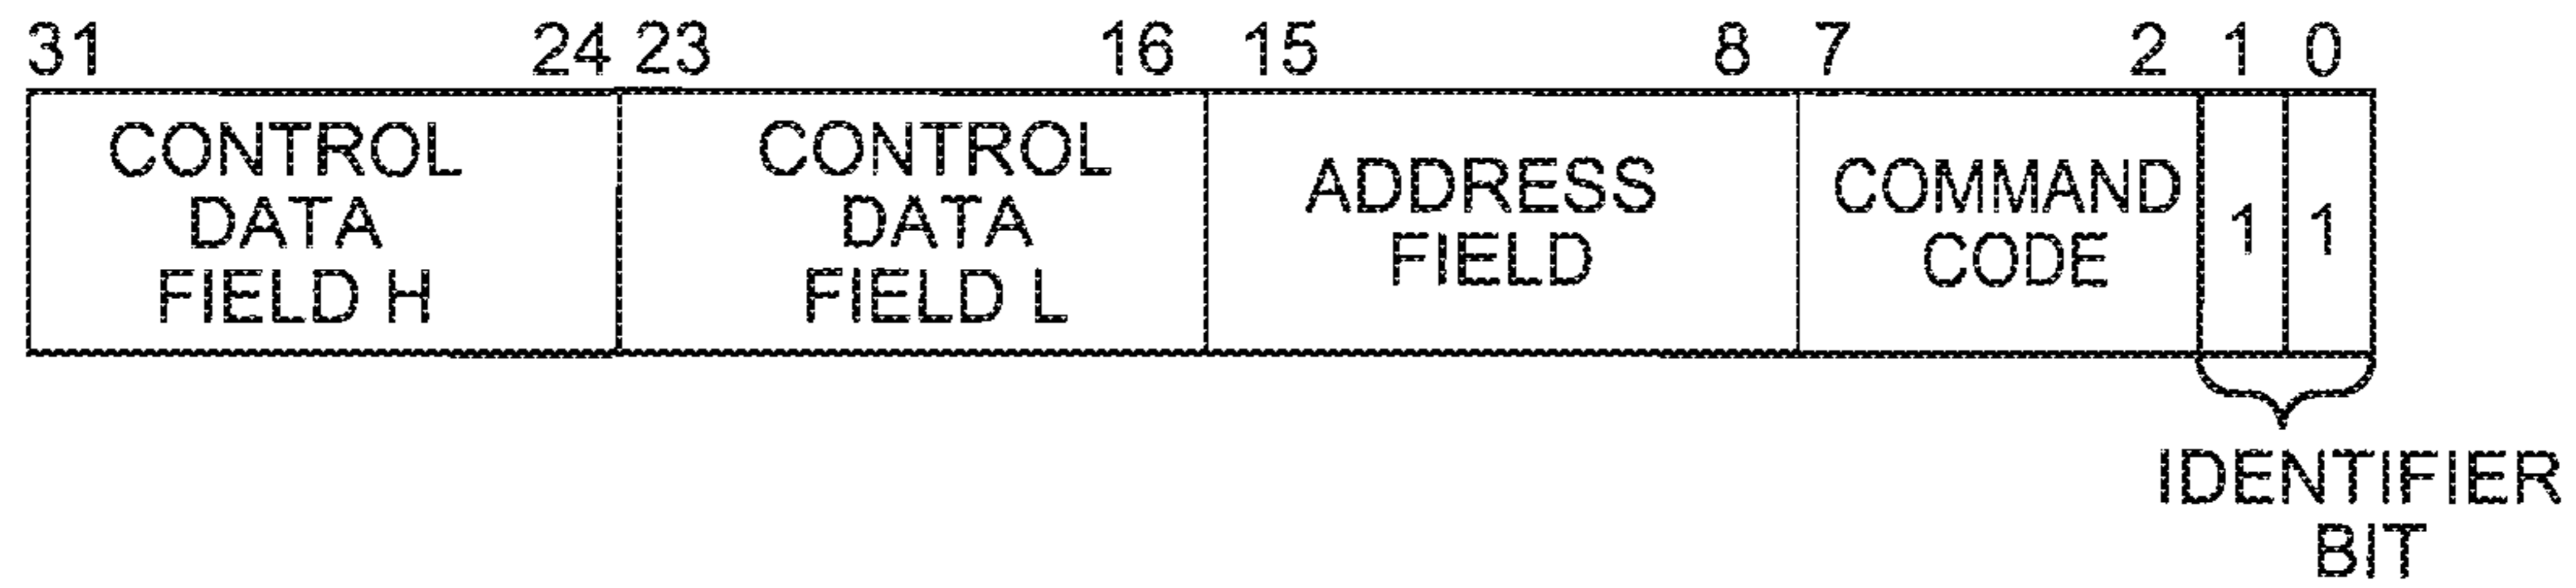 31 24 23 16 15 8 7 2 1 0
CONTROL
DATA
FIELD H
CONTROL
DATA
FIELD L
ADDRESS
FIELD
COMMAND
CODE
1
1
IDENTIFIER
BIT